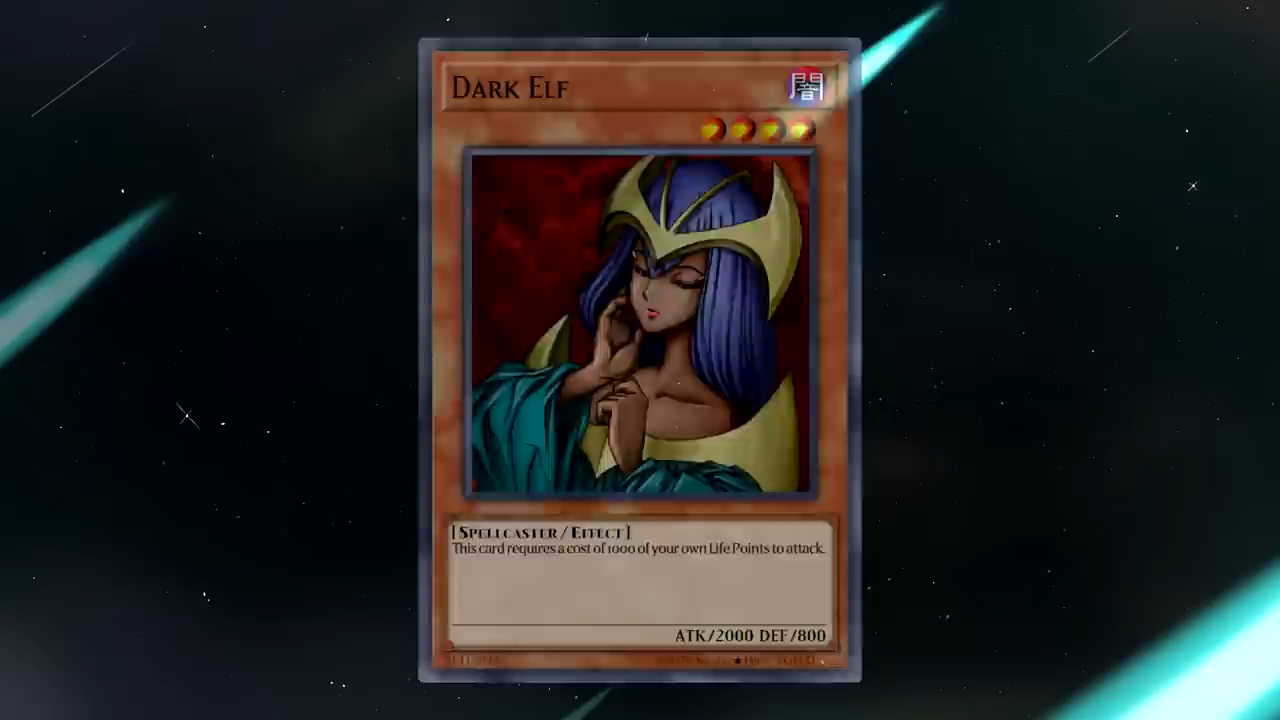 Dark Elf
闇
[Spellcaster/Effect]
This card requires a cost of 1000 of your own Life Points to attack.
ATK/2000 DEF/800